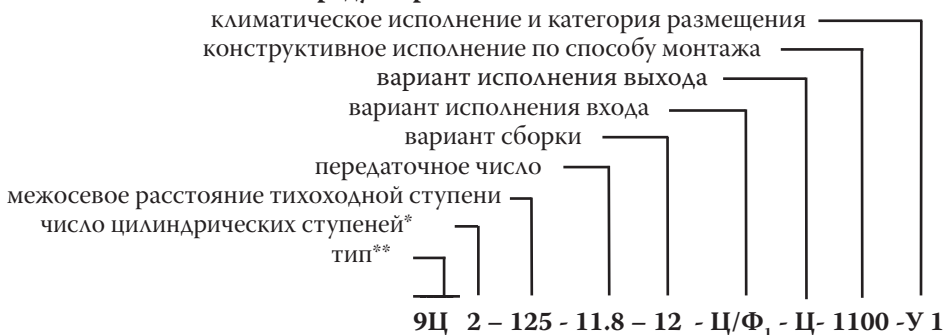 климатическое исполнение и категория размещения
конструктивное исполнение по способу монтажа
вариант исполнения выхода
вариант исполнения входа
вариант сборки
передаточное число
межосевое расстояние тихоходной ступени
число цилиндрических ступеней*
тип**
9Ц 2 – 125 - 11.8 – 12 - Ц/Ф1 - Ц- 1100 -У 1